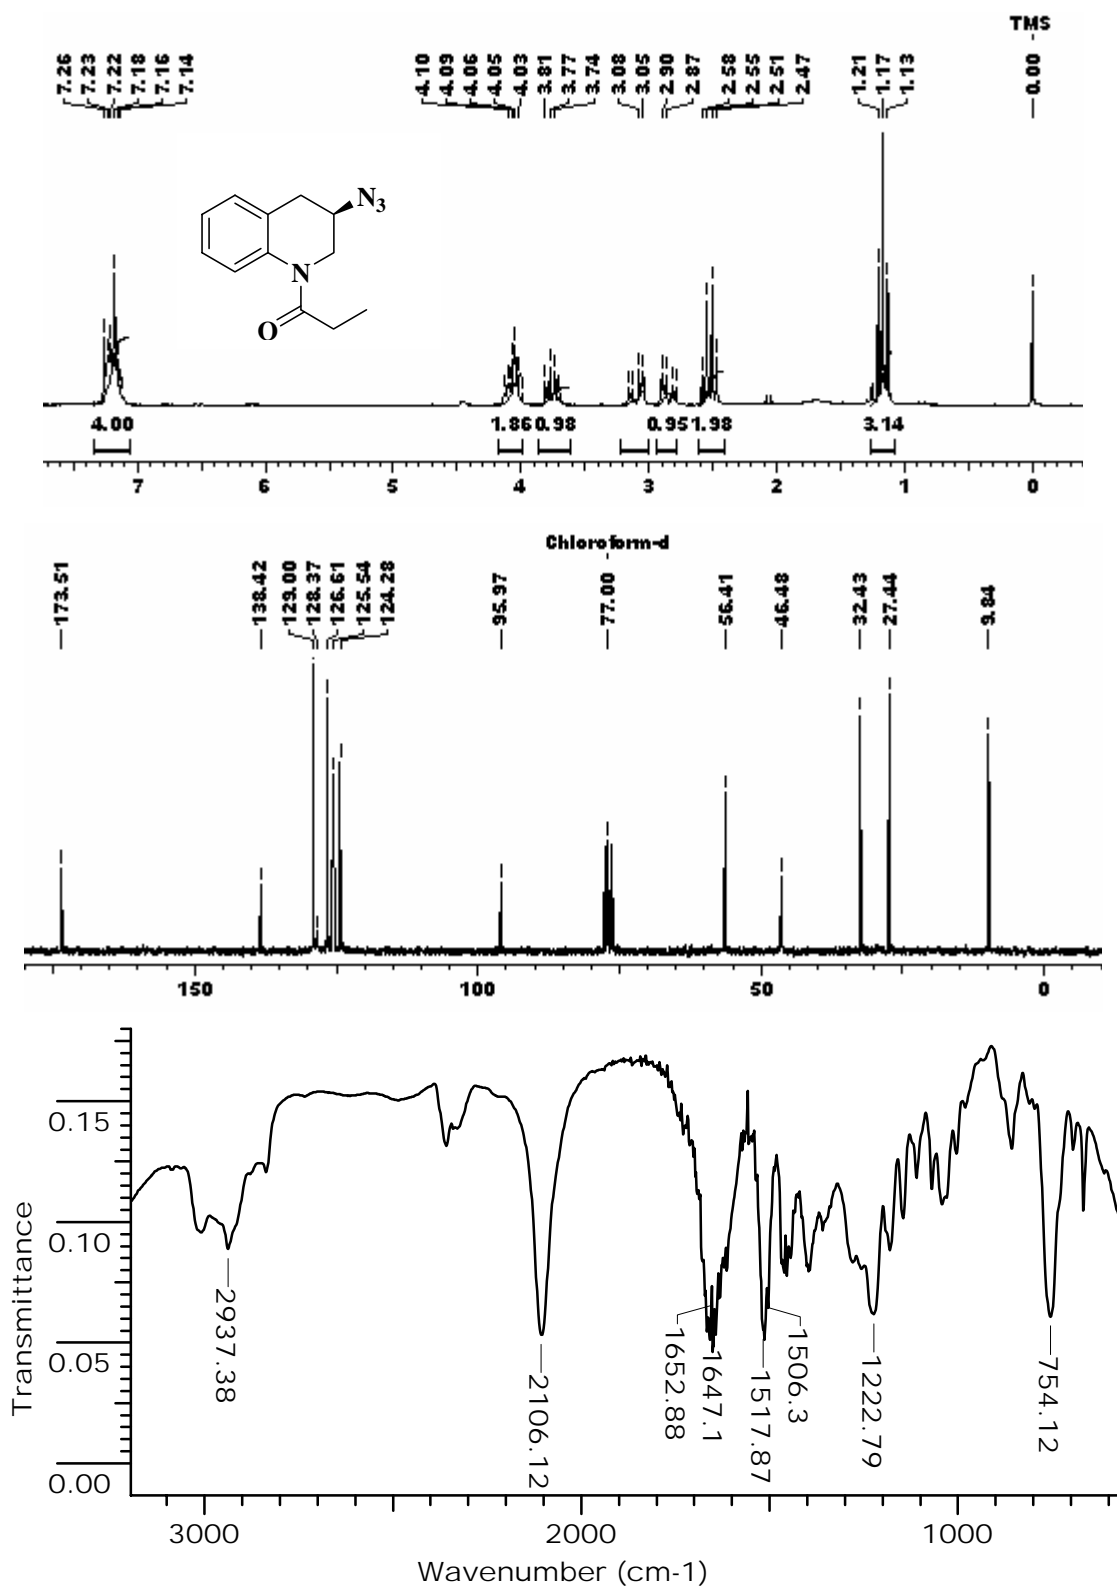 TMS
7.26 7.23 7.22 7.18 7.16 7.14 4.10 4.09 4.06 4.05 4.03 3.81 3.77 3.74 3.08 3.05 2.90 2.87 2.58 2.55 2.51 2.47 1.21 1.17 1.13 0.00
N3
N
O
4.00 1.86 0.98 0.95 1.98 3.14
7 6 5 4 3 2 1 0
Chloroform-d
173.51 138.42 129.00 128.37 126.61 125.54 124.28 95.97 77.00 56.41 46.48 32.43 27.44 9.84
150 100 50 0
0.15
0.10
0.05
0.00
Transmittance
2937.38 2106.12 1652.88 1647.1 1517.87 1506.3 1222.79 754.12
3000 2000 1000
Wavenumber (cm-1)